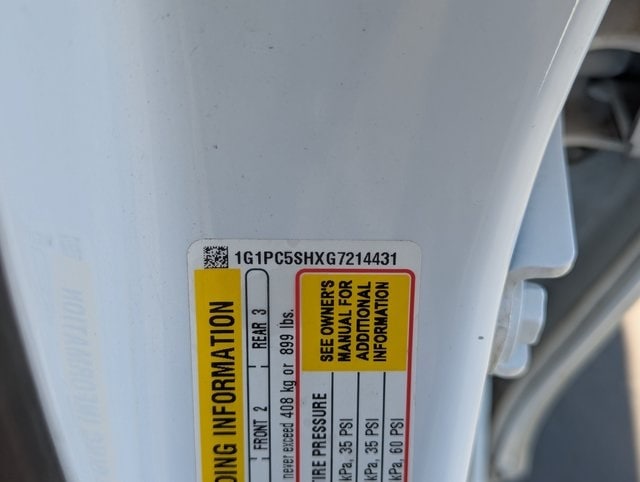 1G1PC5SHXG7214431
DING INFORMATION
FRONT 2 REAR 3
never exceed 408 kg or 899 lbs.
TIRE PRESSURE
kPa, 35 PSI
kPa, 35 PSI
kPa, 60 PSI
SEE OWNER'S
MANUAL FOR
ADDITIONAL
INFORMATION